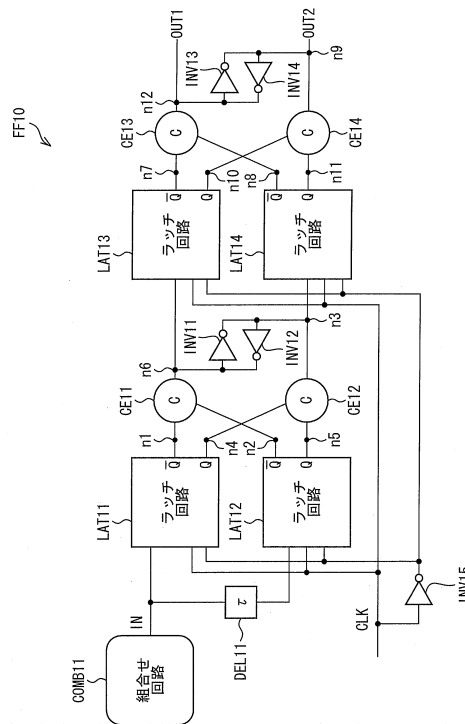 FF10
COMB11
組合せ
回路
IN
DEL11
τ
CLK
INV15
LAT11
ラッチ
回路
Q
Q
LAT12
ラッチ
回路
Q
Q
n1
n4
n2
n5
CE11
C
CE12
C
n6
INV11
INV12
n3
LAT13
ラッチ
回路
Q
Q
LAT14
ラッチ
回路
Q
Q
n7
n10
n8
n11
CE13
C
CE14
C
n12
INV13
INV14
n9
OUT1
OUT2